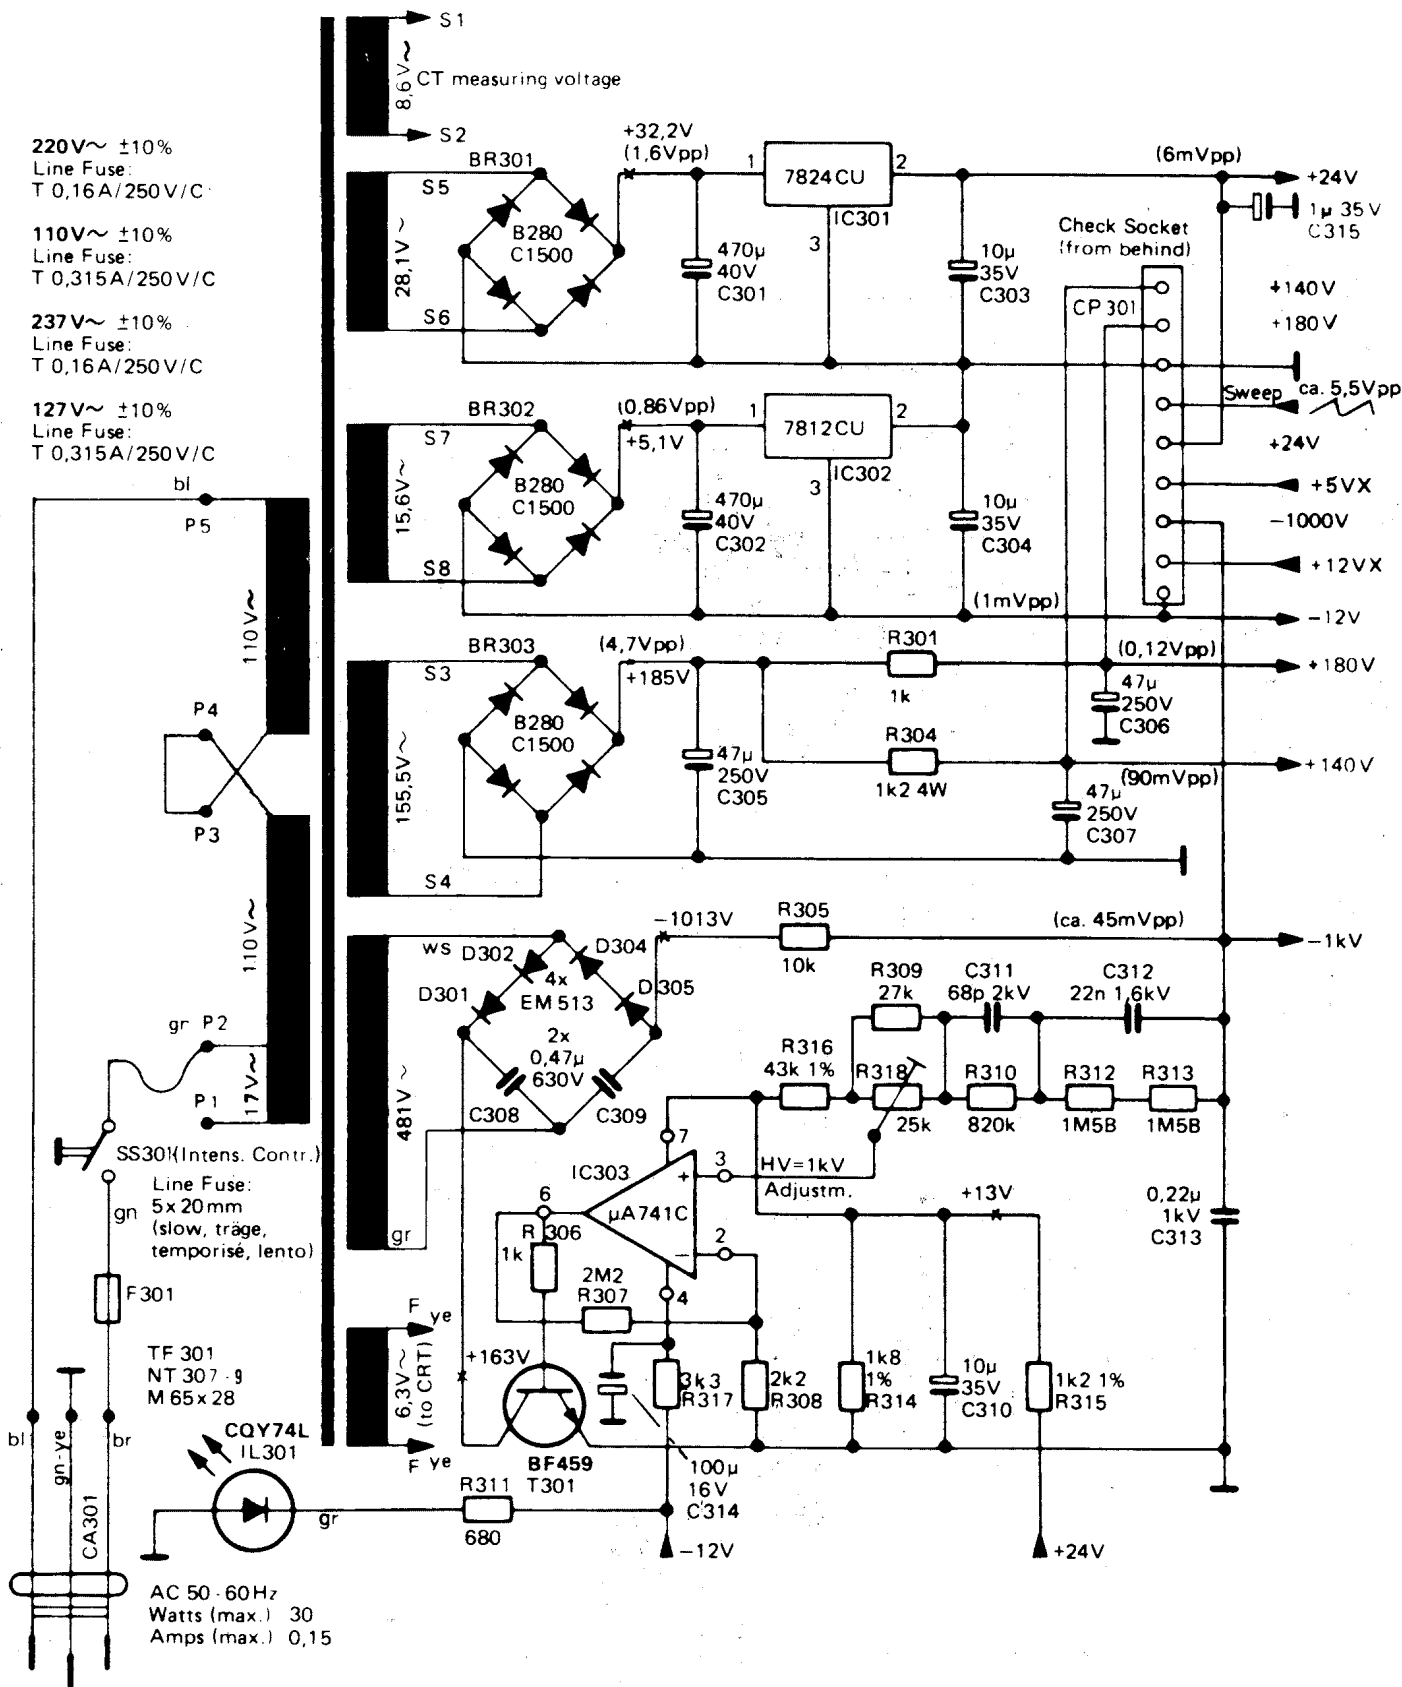 S1
8,6V~
CT measuring voltage
S2
220V~ ±10%
Line Fuse:
T 0,16A/250V/C
110V~ ±10%
Line Fuse:
T 0,315A/250V/C
237V~ ±10%
Line Fuse:
T 0,16A/250V/C
127V~ ±10%
Line Fuse:
T 0,315A/250V/C
BR301
S5
28,1V~
S6
B280
C1500
+32,2V
(1,6Vpp)
470µ
40V
C301
1
7824CU
2
IC301
3
10µ
35V
C303
(6mVpp)
+24V
1µ 35V
C315
Check Socket
(from behind)
CP301
+140V
+180V
Sweep
ca. 5,5Vpp
+24V
+5VX
-1000V
+12VX
-12V
BR302
S7
15,6V~
S8
B280
C1500
(0,86Vpp)
+5,1V
470µ
40V
C302
1
7812CU
2
IC302
3
10µ
35V
C304
(1mVpp)
bl
P5
110V~
P4
P3
110V~
gr
P2
17V~
P1
BR303
S3
155,5V~
S4
B280
C1500
(4,7Vpp)
+185V
47µ
250V
C305
R301
1k
(0,12Vpp)
+180V
47µ
250V
C306
R304
1k2 4W
(90mVpp)
+140V
47µ
250V
C307
ws
D302
D304
4x
EM513
D301
D305
2x
0,47µ
630V
C308
C309
481V~
gr
-1013V
R305
10k
(ca. 45mVpp)
-1kV
R309
27k
C311
68p 2kV
C312
22n 1,6kV
R316
43k 1%
R318
25k
R310
820k
R312
1M5B
R313
1M5B
7
IC303
µA741C
+
3
HV=1kV
Adjustm.
6
–
2
4
R306
1k
2M2
R307
+13V
0,22µ
1kV
C313
SS301(Intens. Contr.)
Line Fuse:
5x20mm
(slow, träge,
temporisé, lento)
gn
F301
TF 301
NT 307-9
M 65x28
F ye
6,3V~
(to CRT)
F ye
+163V
BF459
T301
3k3
R317
2k2
R308
1k8
1%
R314
10µ
35V
C310
1k2 1%
R315
100µ
16V
C314
bl
gn-ye
br
CA301
CQY74L
IL301
gr
R311
680
-12V
+24V
AC 50-60Hz
Watts (max.) 30
Amps (max.) 0,15